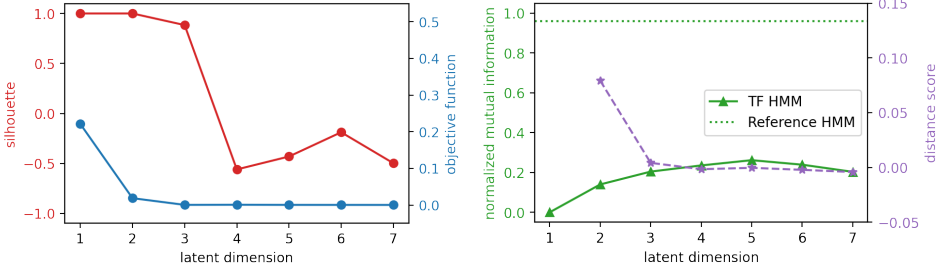 silhouette
1.0
0.5
0.0
−0.5
−1.0
1 2 3 4 5 6 7
latent dimension
0.5
0.4
0.3
0.2
0.1
0.0
objective function
normalized mutual information
1.0
0.8
0.6
0.4
0.2
0.0
TF HMM
Reference HMM
1 2 3 4 5 6 7
latent dimension
0.15
0.10
0.05
0.00
−0.05
distance score